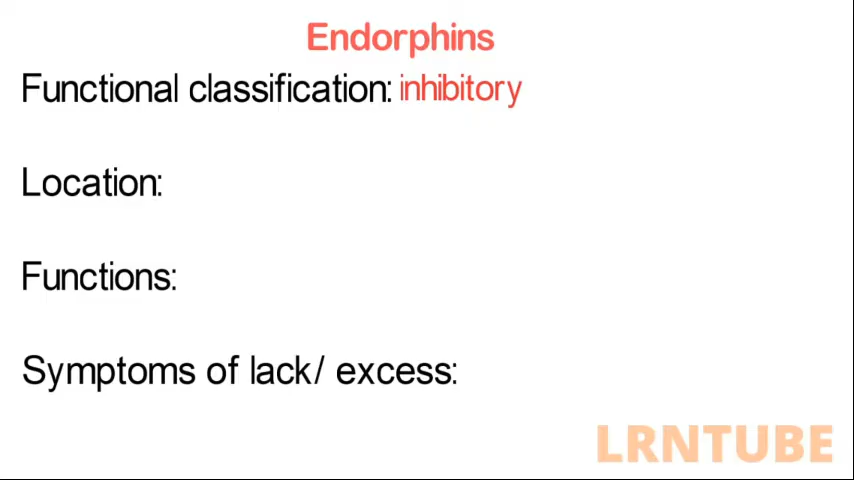 Endorphins
Functional classification: inhibitory
Location:
Functions:
Symptoms of lack/ excess:
LRNTUBE